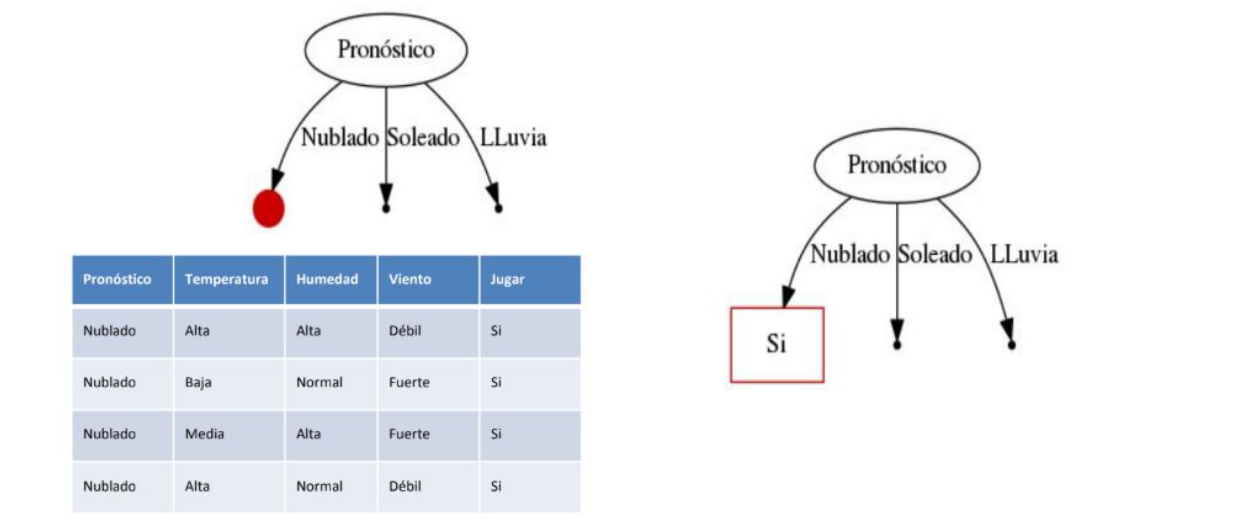 Pronóstico
Nublado Soleado LLuvia
Pronóstico Temperatura Humedad Viento Jugar
Nublado Alta Alta Débil Si
Nublado Baja Normal Fuerte Si
Nublado Media Alta Fuerte Si
Nublado Alta Normal Débil Si
Pronóstico
Nublado Soleado LLuvia
Si